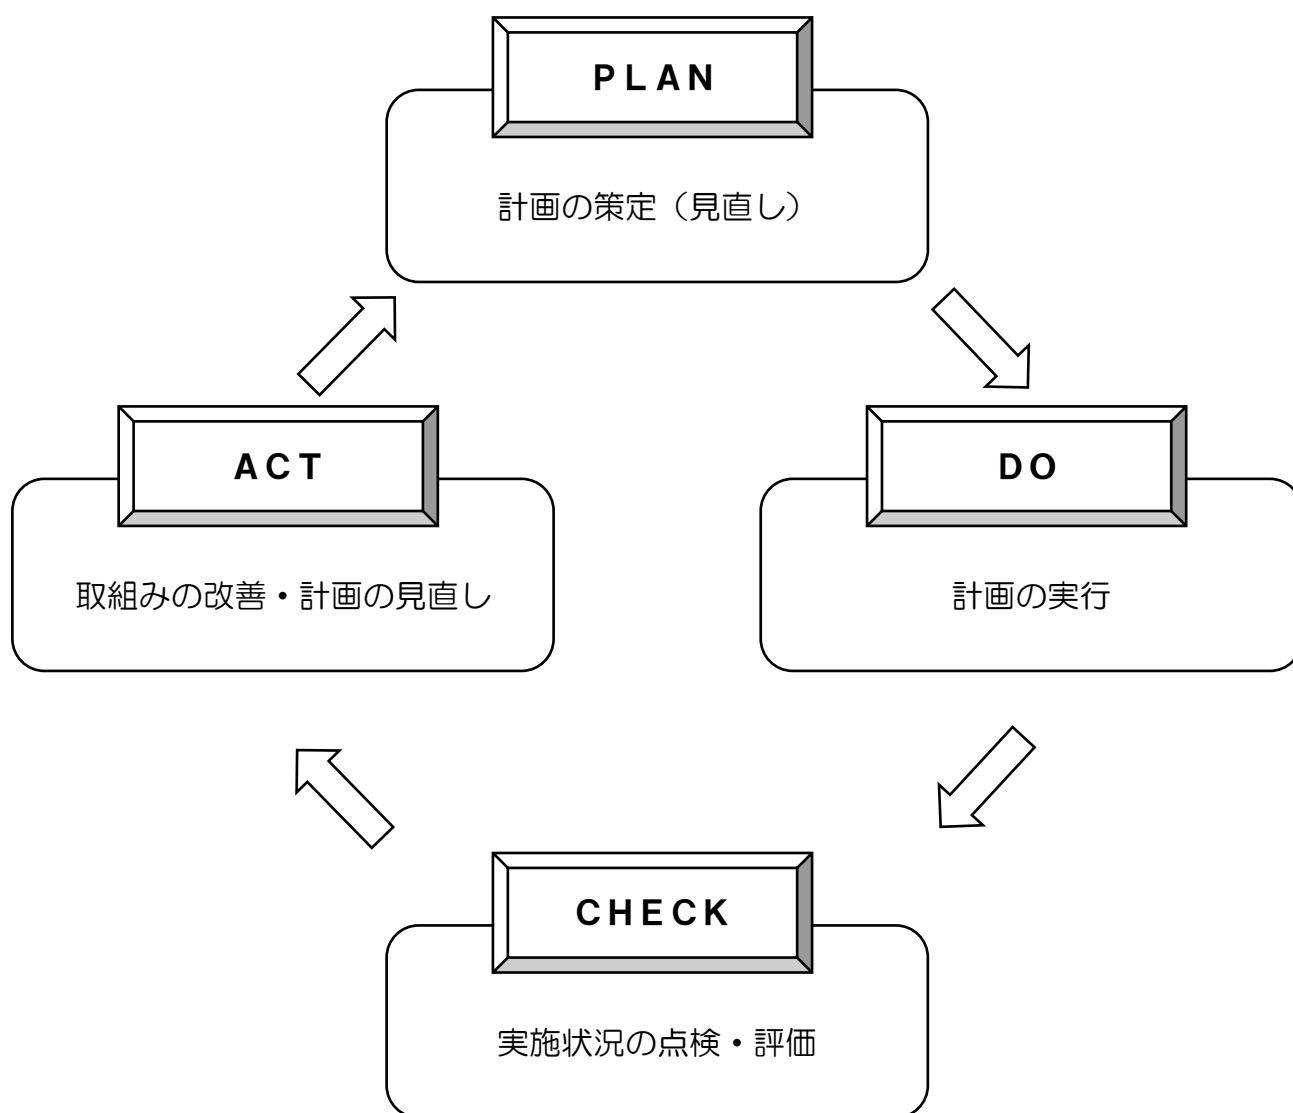 PLAN
計画の策定（見直し）
ACT
取組みの改善・計画の見直し
DO
計画の実行
CHECK
実施状況の点検・評価